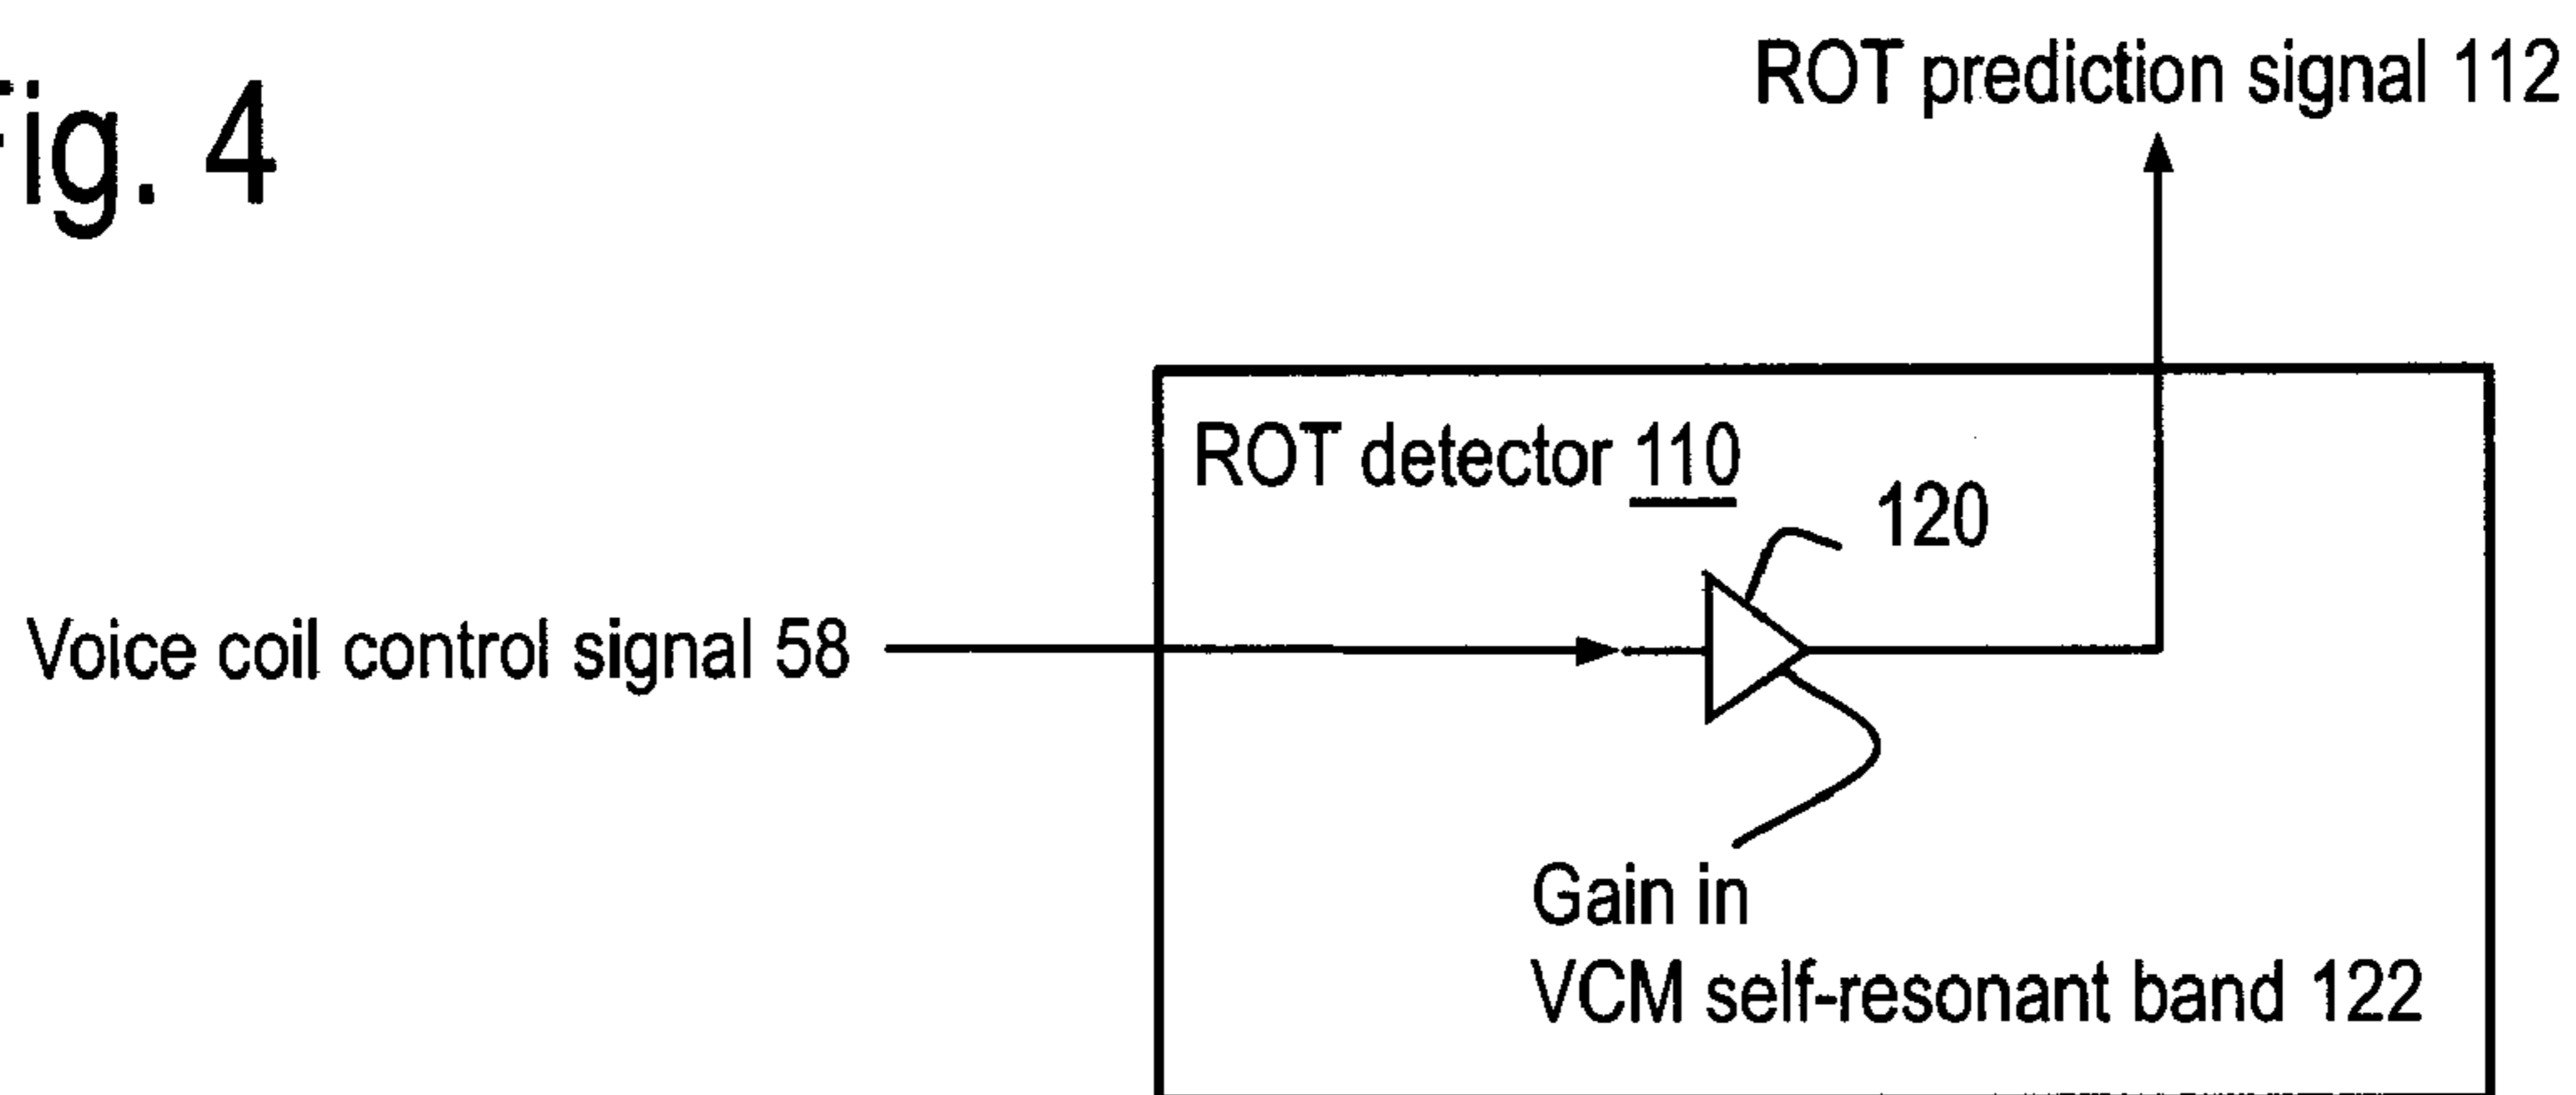 Fig. 4
ROT prediction signal 112
ROT detector 110
120
Voice coil control signal 58
Gain in
VCM self-resonant band 122